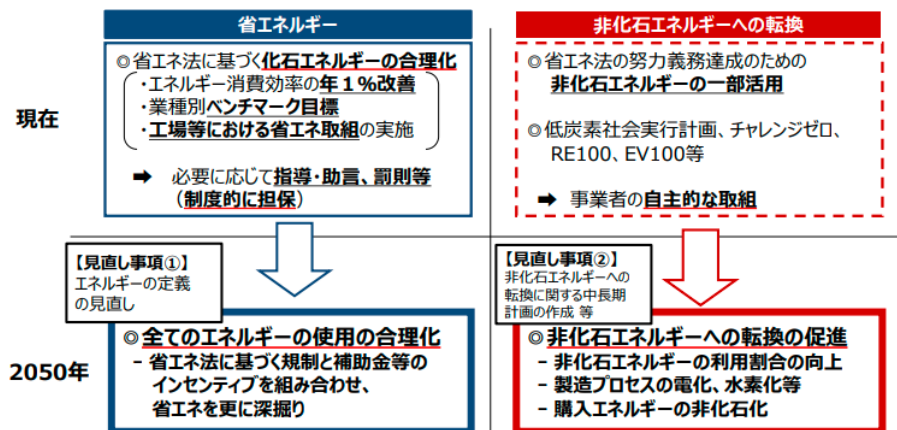 省エネルギー
非化石エネルギーへの転換
現在
◎省エネ法に基づく化石エネルギーの合理化
・エネルギー消費効率の年1%改善
・業種別ベンチマーク目標
・工場等における省エネ取組の実施
➡ 必要に応じて指導・助言、罰則等
（制度的に担保）
◎省エネ法の努力義務達成のための
非化石エネルギーの一部活用
◎低炭素社会実行計画、チャレンジゼロ、
RE100、EV100等
➡ 事業者の自主的な取組
【見直し事項①】
エネルギーの定義
の見直し
【見直し事項②】
非化石エネルギーへの
転換に関する中長期
計画の作成 等
2050年
◎全てのエネルギーの使用の合理化
– 省エネ法に基づく規制と補助金等の
インセンティブを組み合わせ、
省エネを更に深掘り
◎非化石エネルギーへの転換の促進
– 非化石エネルギーの利用割合の向上
– 製造プロセスの電化、水素化等
– 購入エネルギーの非化石化